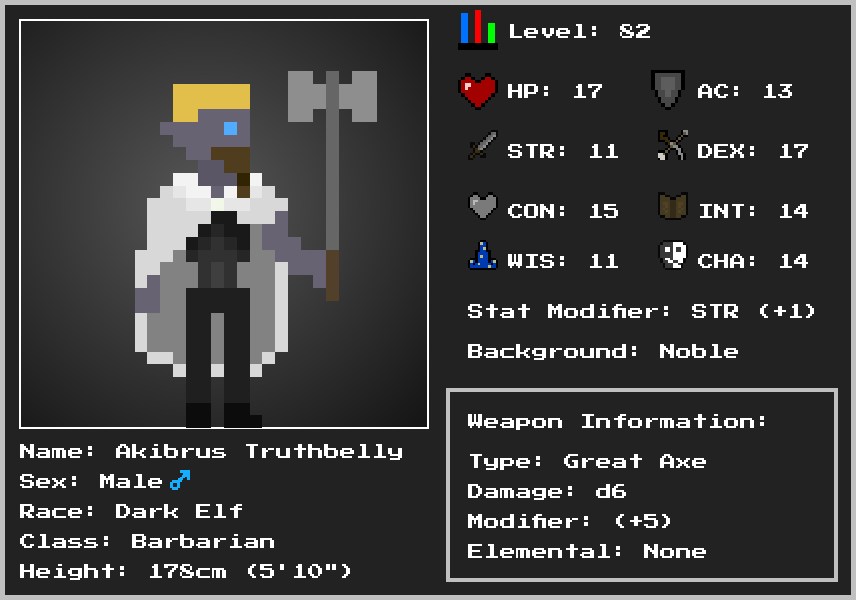 Level: 82
HP: 17
AC: 13
STR: 11
DEX: 17
CON: 15
INT: 14
WIS: 11
CHA: 14
Stat Modifier: STR (+1)
Background: Noble
Weapon Information:
Type: Great Axe
Damage: d6
Modifier: (+5)
Elemental: None
Name: Akibrus Truthbelly
Sex: Male♂
Race: Dark Elf
Class: Barbarian
Height: 178cm (5'10")